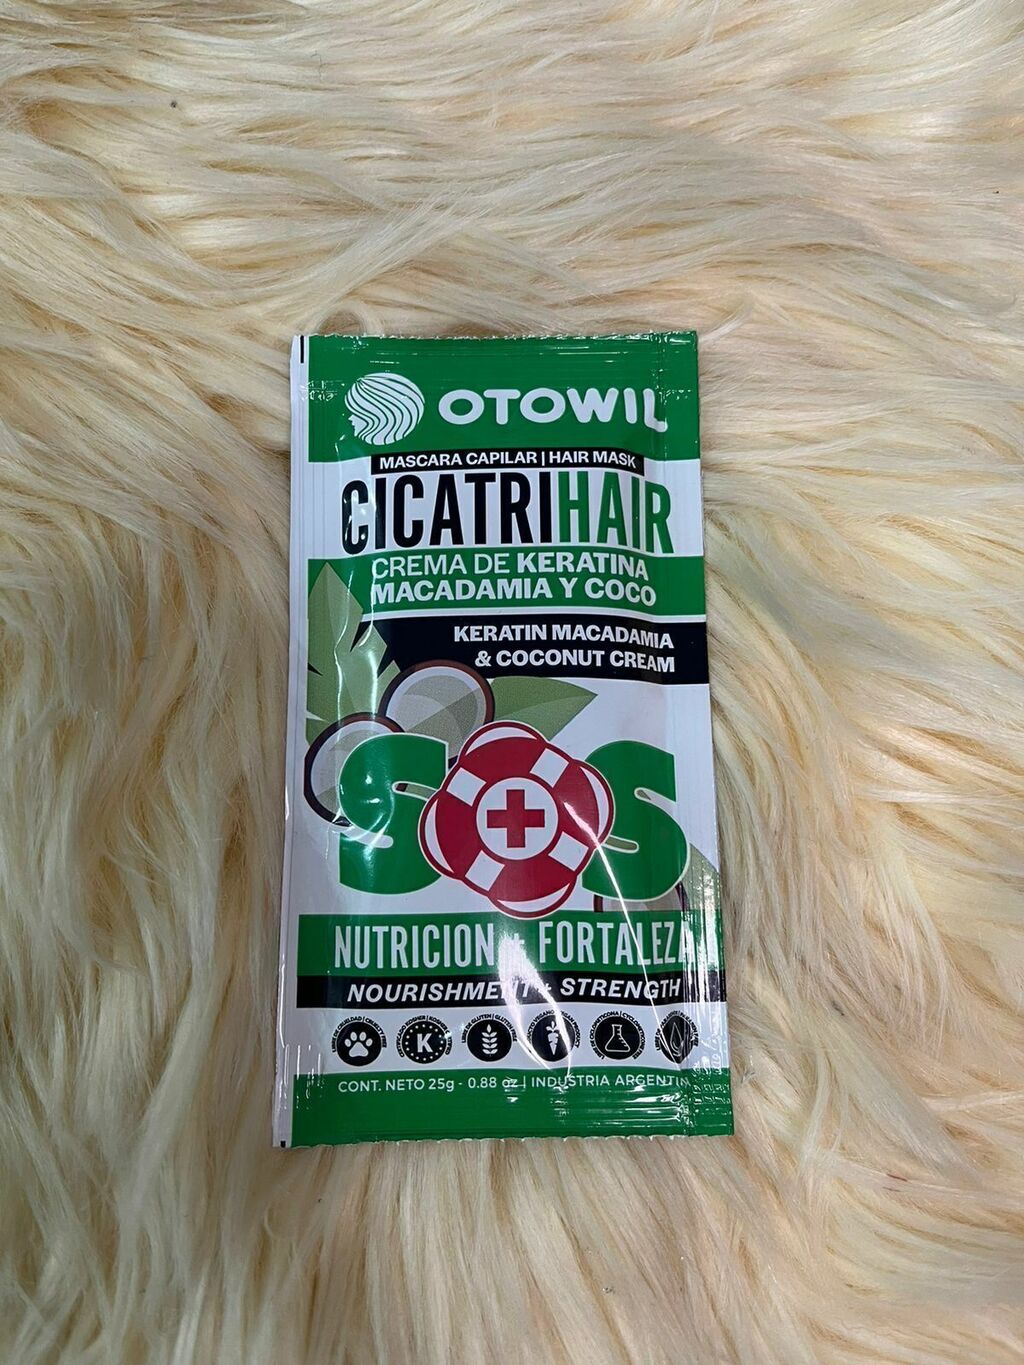 OTOWIL
MASCARA CAPILAR | HAIR MASK
CICATRIHAIR
CREMA DE KERATINA
MACADAMIA Y COCO
KERATIN MACADAMIA
& COCONUT CREAM
SOS
NUTRICION + FORTALEZA
NOURISHMENT + STRENGTH
K
CONT. NETO 25g - 0.88 oz | INDUSTRIA ARGENTIN